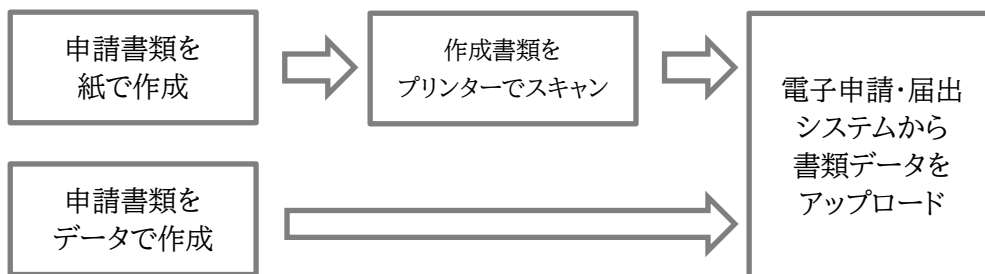 申請書類を
紙で作成
作成書類を
プリンターでスキャン
電子申請・届出
システムから
書類データを
アップロード
申請書類を
データで作成